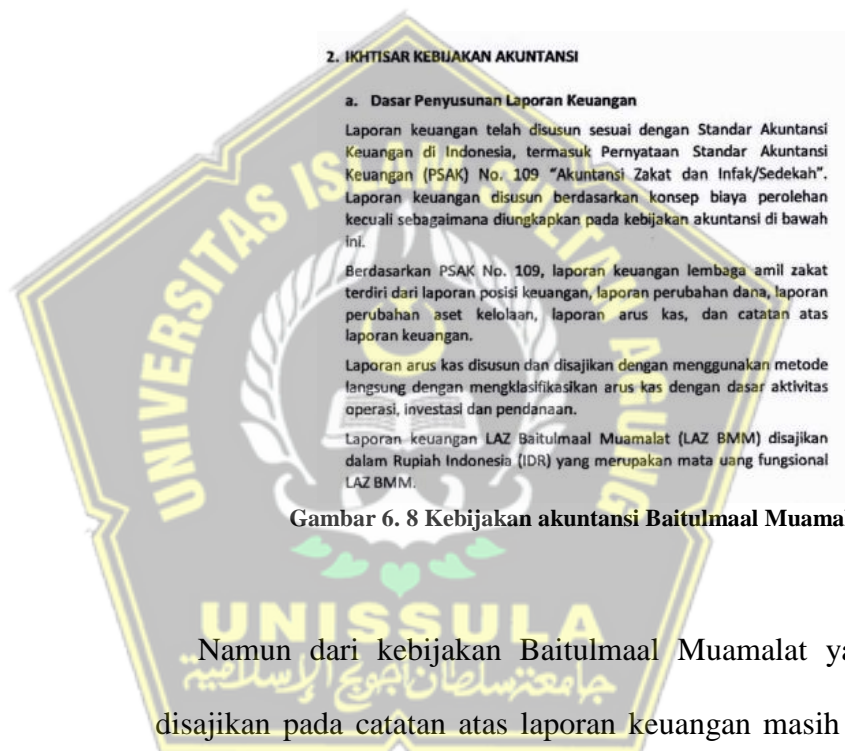 2. IKHTISAR KEBIJAKAN AKUNTANSI
a. Dasar Penyusunan Laporan Keuangan
Laporan keuangan telah disusun sesuai dengan Standar Akuntansi
Keuangan di Indonesia, termasuk Pernyataan Standar Akuntansi
Keuangan (PSAK) No. 109 "Akuntansi Zakat dan Infak/Sedekah".
Laporan keuangan disusun berdasarkan konsep biaya perolehan
kecuali sebagaimana diungkapkan pada kebijakan akuntansi di bawah
ini.
Berdasarkan PSAK No. 109, laporan keuangan lembaga amil zakat
terdiri dari laporan posisi keuangan, laporan perubahan dana, laporan
perubahan aset kelolaan, laporan arus kas, dan catatan atas
laporan keuangan.
Laporan arus kas disusun dan disajikan dengan menggunakan metode
langsung dengan mengklasifikasikan arus kas dengan dasar aktivitas
operasi, investasi dan pendanaan.
Laporan keuangan LAZ Baitulmaal Muamalat (LAZ BMM) disajikan
dalam Rupiah Indonesia (IDR) yang merupakan mata uang fungsional
LAZ BMM.
Gambar 6. 8 Kebijakan akuntansi Baitulmaal Muama
Namun dari kebijakan Baitulmaal Muamalat ya
disajikan pada catatan atas laporan keuangan masih
UNIVERSITAS ISLAM SULTAN AGUNG
UNISSULA
جامعة سلطان أجونج الإسلامية